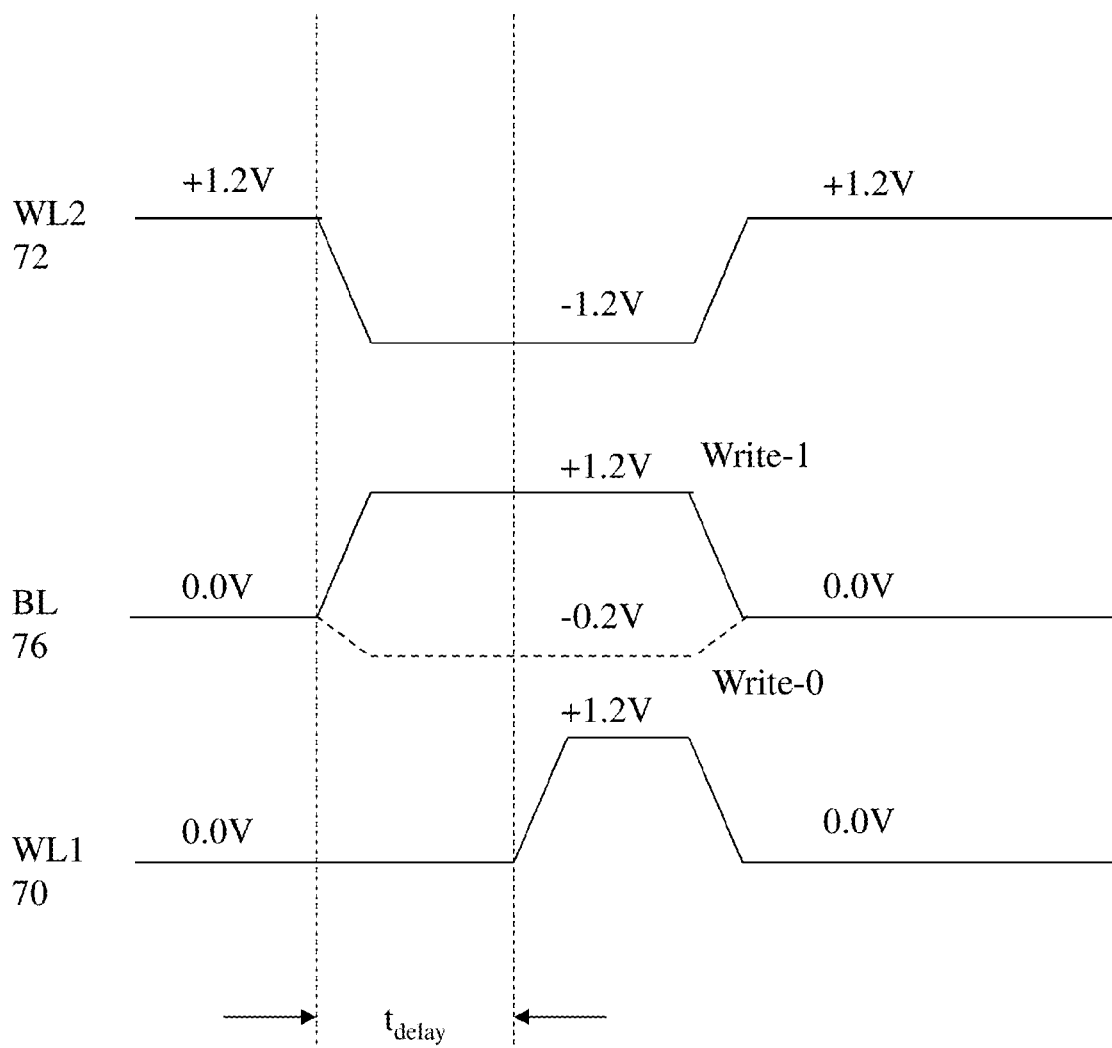 +1.2V
+1.2V
WL2
72
-1.2V
Write-1
+1.2V
0.0V
-0.2V
0.0V
BL
76
Write-0
+1.2V
0.0V
0.0V
WL1
70
tdelay